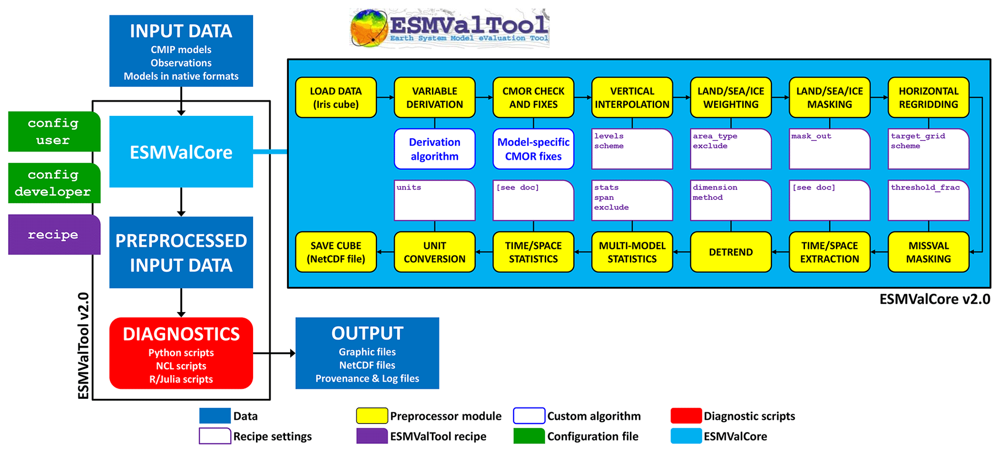 ESMValTool
Earth System Model eValuation Tool
INPUT DATA
CMIP models
Observations
Models in native formats
config
user
config
developer
recipe
ESMValCore
PREPROCESSED
INPUT DATA
DIAGNOSTICS
Python scripts
NCL scripts
R/Julia scripts
ESMValTool v2.0
OUTPUT
Graphic files
NetCDF files
Provenance & Log files
LOAD DATA
(Iris cube)
VARIABLE
DERIVATION
CMOR CHECK
AND FIXES
VERTICAL
INTERPOLATION
LAND/SEA/ICE
WEIGHTING
LAND/SEA/ICE
MASKING
HORIZONTAL
REGRIDDING
Derivation
algorithm
Model-specific
CMOR fixes
levels
scheme
area_type
exclude
mask_out
target_grid
scheme
units
[see doc]
stats
span
exclude
dimension
method
[see doc]
threshold_frac
SAVE CUBE
(NetCDF file)
UNIT
CONVERSION
TIME/SPACE
STATISTICS
MULTI-MODEL
STATISTICS
DETREND
TIME/SPACE
EXTRACTION
MISSVAL
MASKING
ESMValCore v2.0
Data
Preprocessor module
Custom algorithm
Diagnostic scripts
Recipe settings
ESMValTool recipe
Configuration file
ESMValCore